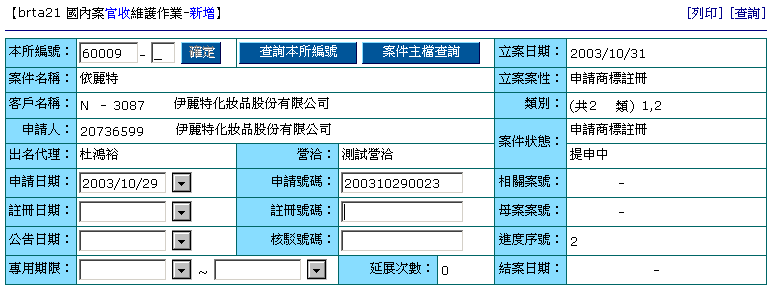 【brta21 國內案官收維護作業-新增】 [列印] [查詢]
本所編號： 60009 - _ 確定 查詢本所編號 案件主檔查詢 立案日期： 2003/10/31
案件名稱： 依麗特 立案案性： 申請商標註冊
客戶名稱： N - 3087 伊麗特化妝品股份有限公司 類別： (共2 類) 1,2
申請人： 20736599 伊麗特化妝品股份有限公司 案件狀態： 申請商標註冊
出名代理： 杜鴻裕 營洽： 測試營洽 提申中
申請日期： 2003/10/29 申請號碼： 200310290023 相關案號： -
註冊日期： 註冊號碼： 母案案號： -
公告日期： 核駁號碼： 進度序號： 2
專用期限： ~ 延展次數： 0 結案日期： -